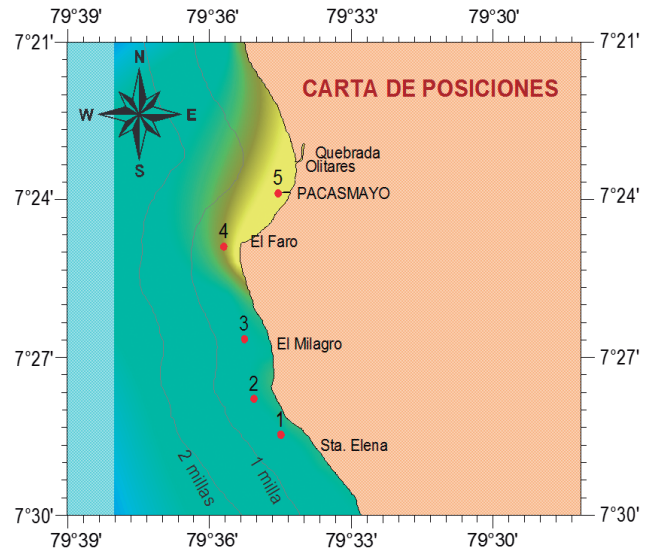 79°39' 79°36' 79°33' 79°30'
7°21' 7°21'
N
CARTA DE POSICIONES
W E
S
Quebrada
Olitares
5
7°24' PACASMAYO 7°24'
4
El Faro
3
El Milagro
7°27' 7°27'
2
1
Sta. Elena
2 millas
1 milla
7°30' 7°30'
79°39' 79°36' 79°33' 79°30'